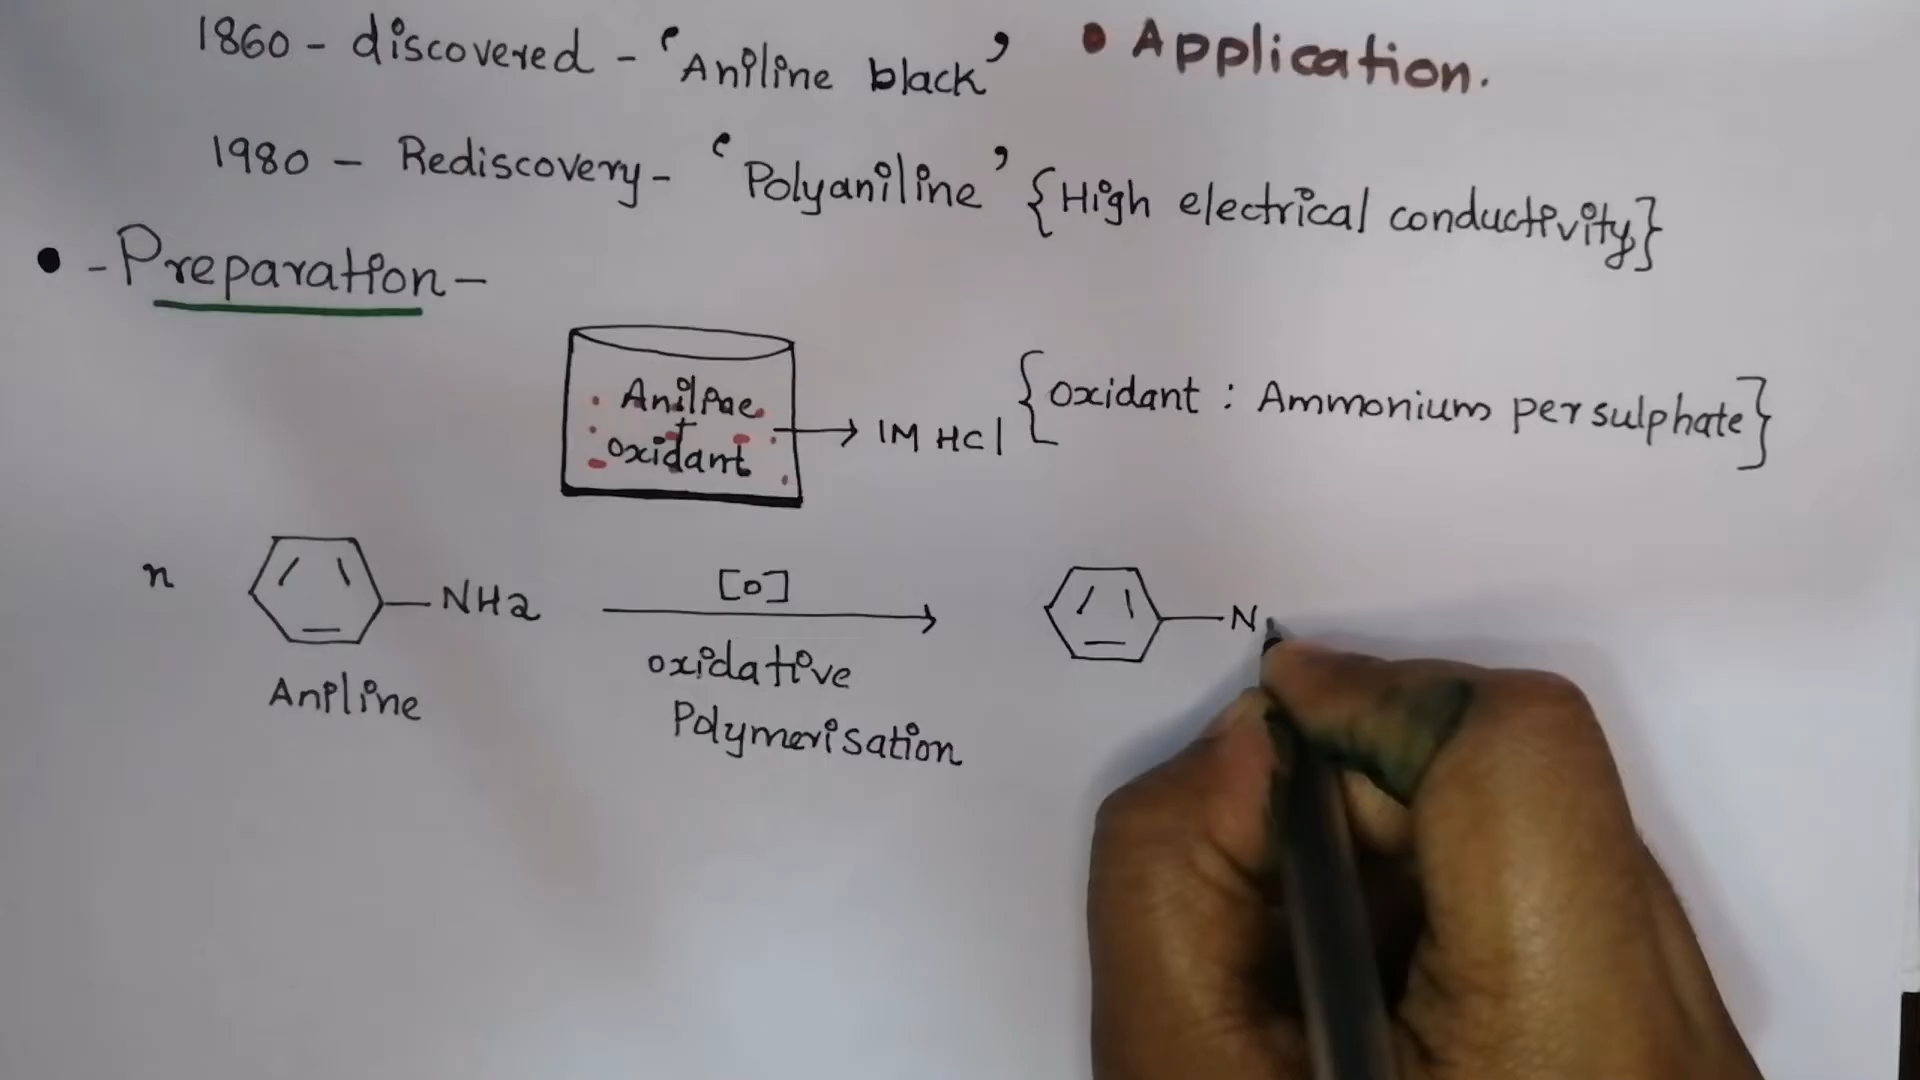 1860 - discovered - 'Aniline black'
• Application.
1980 - Rediscovery - 'Polyaniline' {High electrical conductivity}
• - Preparation -
Aniline
+
oxidant
1M HCl
{oxidant : Ammonium persulphate}
n
NH2
[O]
N
Aniline
oxidative
Polymerisation